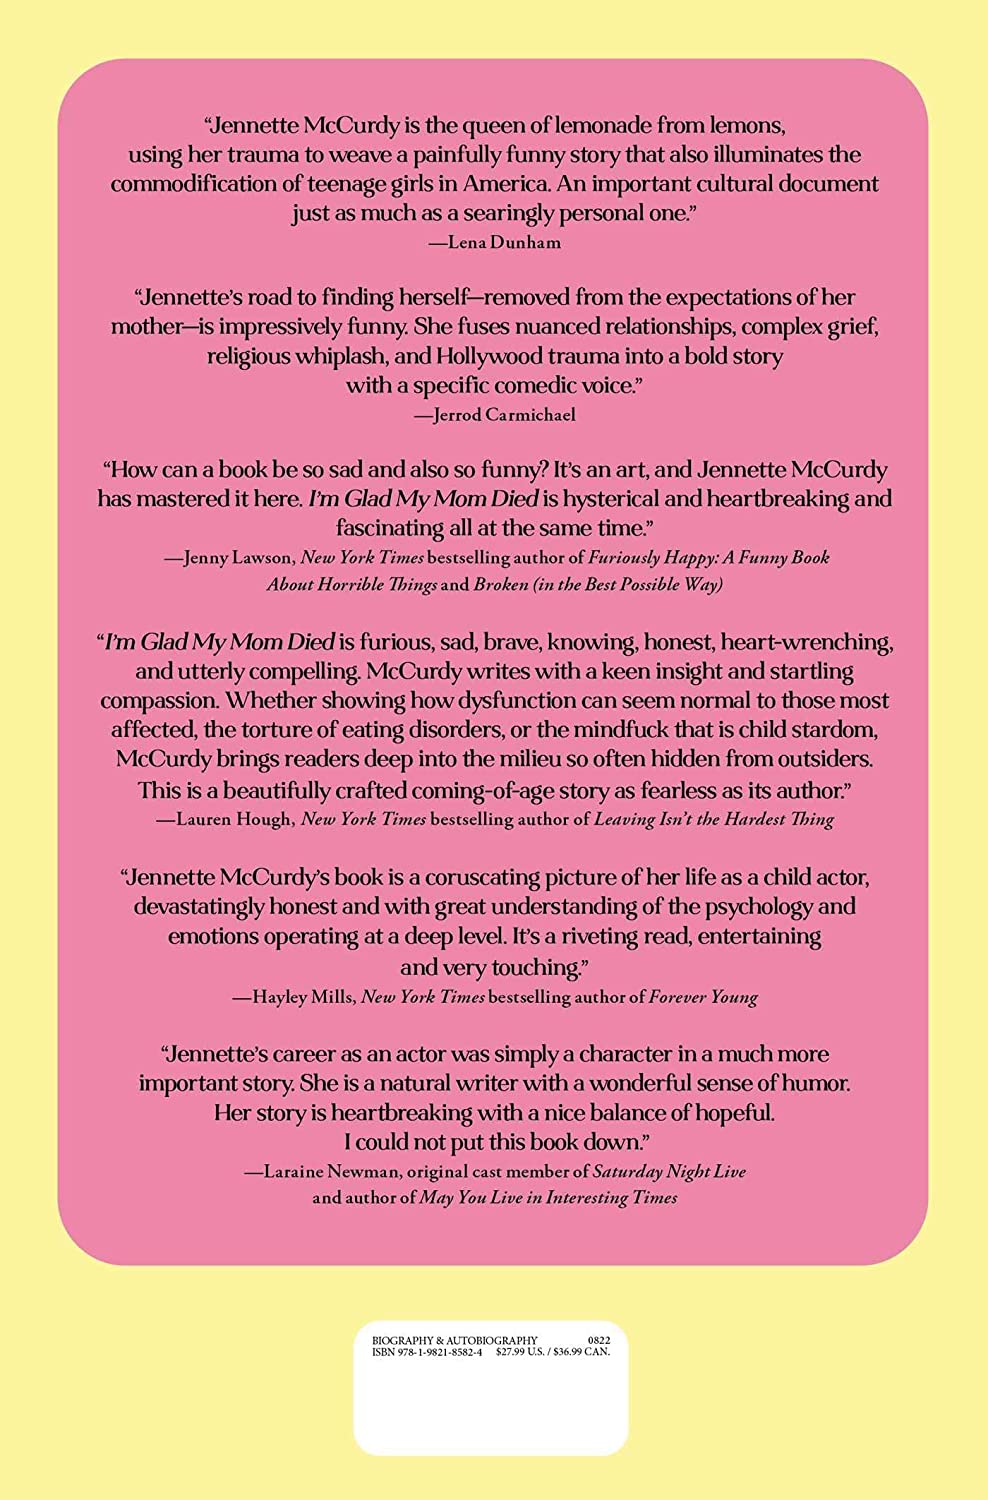 “Jennette McCurdy is the queen of lemonade from lemons,
using her trauma to weave a painfully funny story that also illuminates the
commodification of teenage girls in America. An important cultural document
just as much as a searingly personal one.”
—Lena Dunham
“Jennette’s road to finding herself—removed from the expectations of her
mother—is impressively funny. She fuses nuanced relationships, complex grief,
religious whiplash, and Hollywood trauma into a bold story
with a specific comedic voice.”
—Jerrod Carmichael
“How can a book be so sad and also so funny? It’s an art, and Jennette McCurdy
has mastered it here. I’m Glad My Mom Died is hysterical and heartbreaking and
fascinating all at the same time.”
—Jenny Lawson, New York Times bestselling author of Furiously Happy: A Funny Book
About Horrible Things and Broken (in the Best Possible Way)
“I’m Glad My Mom Died is furious, sad, brave, knowing, honest, heart-wrenching,
and utterly compelling. McCurdy writes with a keen insight and startling
compassion. Whether showing how dysfunction can seem normal to those most
affected, the torture of eating disorders, or the mindfuck that is child stardom,
McCurdy brings readers deep into the milieu so often hidden from outsiders.
This is a beautifully crafted coming-of-age story as fearless as its author.”
—Lauren Hough, New York Times bestselling author of Leaving Isn’t the Hardest Thing
“Jennette McCurdy’s book is a coruscating picture of her life as a child actor,
devastatingly honest and with great understanding of the psychology and
emotions operating at a deep level. It’s a riveting read, entertaining
and very touching.”
—Hayley Mills, New York Times bestselling author of Forever Young
“Jennette’s career as an actor was simply a character in a much more
important story. She is a natural writer with a wonderful sense of humor.
Her story is heartbreaking with a nice balance of hopeful.
I could not put this book down.”
—Laraine Newman, original cast member of Saturday Night Live
and author of May You Live in Interesting Times
BIOGRAPHY & AUTOBIOGRAPHY 0822
ISBN 978-1-9821-8582-4 $27.99 U.S. / $36.99 CAN.